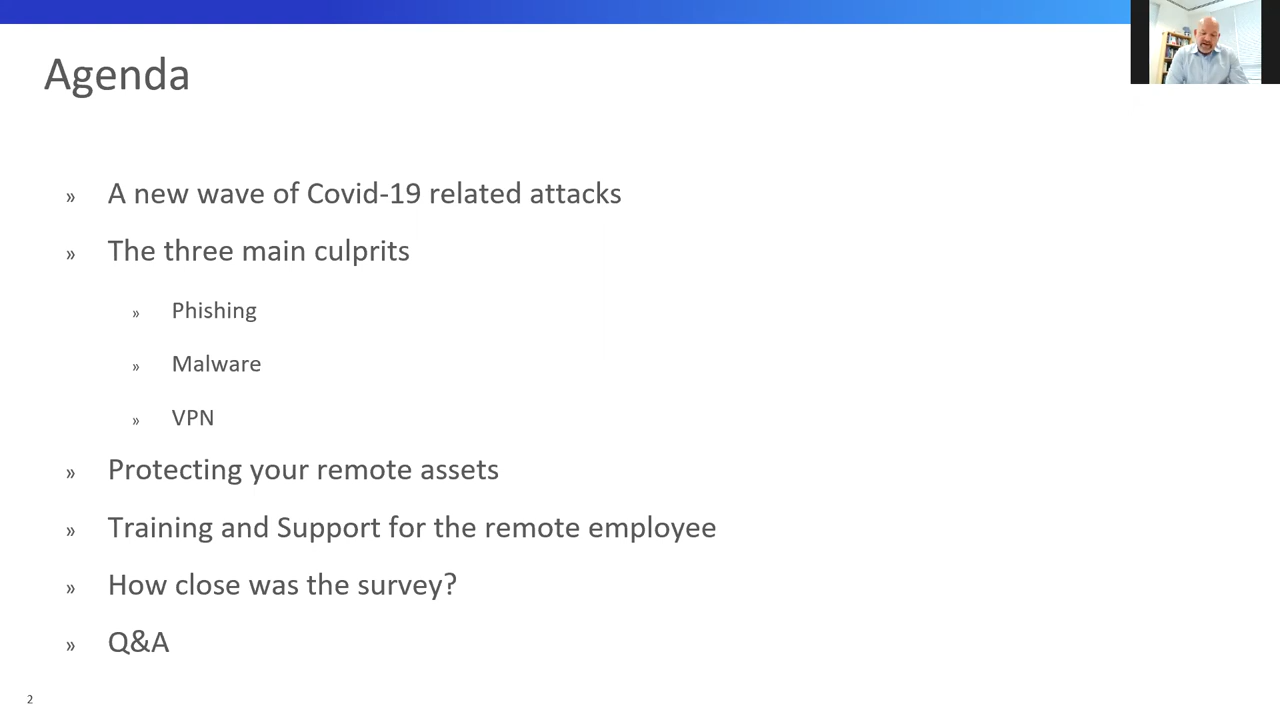 Agenda
» A new wave of Covid-19 related attacks
» The three main culprits
» Phishing
» Malware
» VPN
» Protecting your remote assets
» Training and Support for the remote employee
» How close was the survey?
» Q&A
2